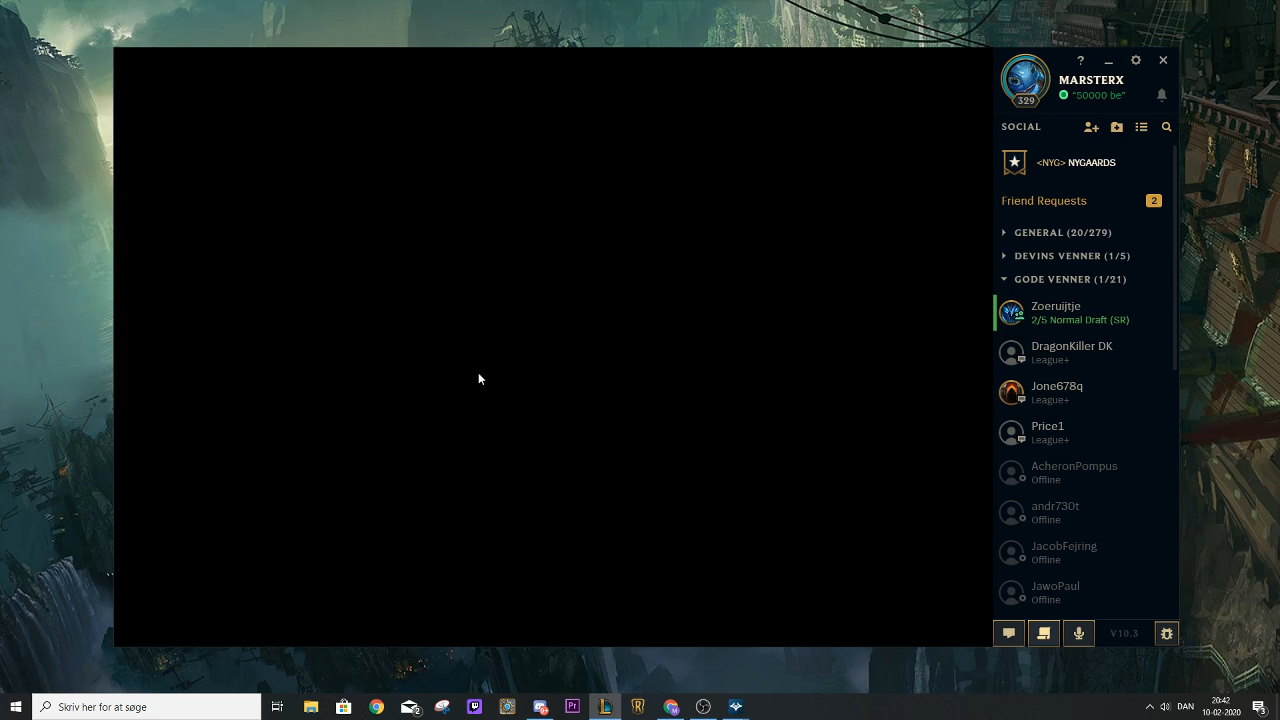 MARSTERX
329
"50000 be"
SOCIAL
<NYG> NYGAARDS
Friend Requests
2
GENERAL (20/279)
DEVINS VENNER (1/5)
GODE VENNER (1/21)
Zoeruijtje
2/5 Normal Draft (SR)
DragonKiller DK
League+
Jone678q
League+
Price1
League+
AcheronPompus
Offline
andr730t
Offline
JacobFejring
Offline
JawoPaul
Offline
V10.3
Skriv her for at søge
Pr
DAN
20:42
10-02-2020